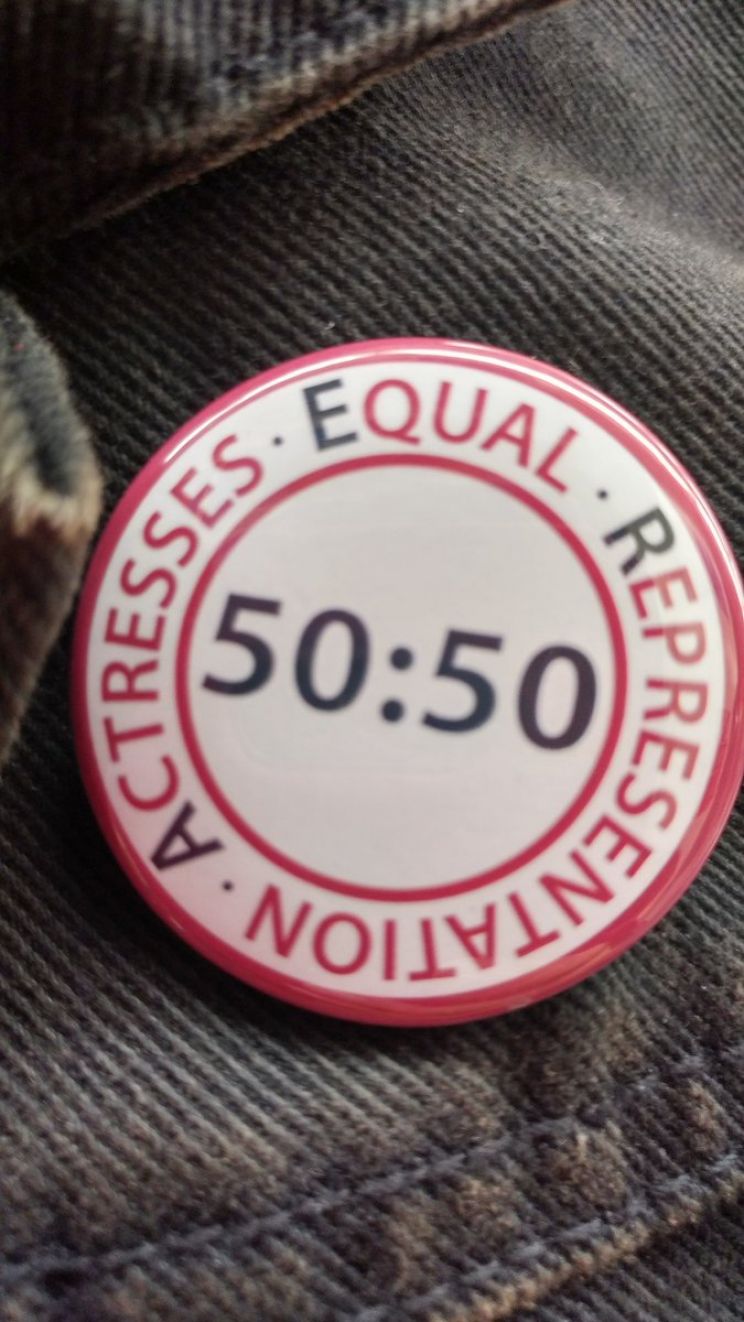 EQUAL · REPRESENTATION · ACTRESSES ·
50:50